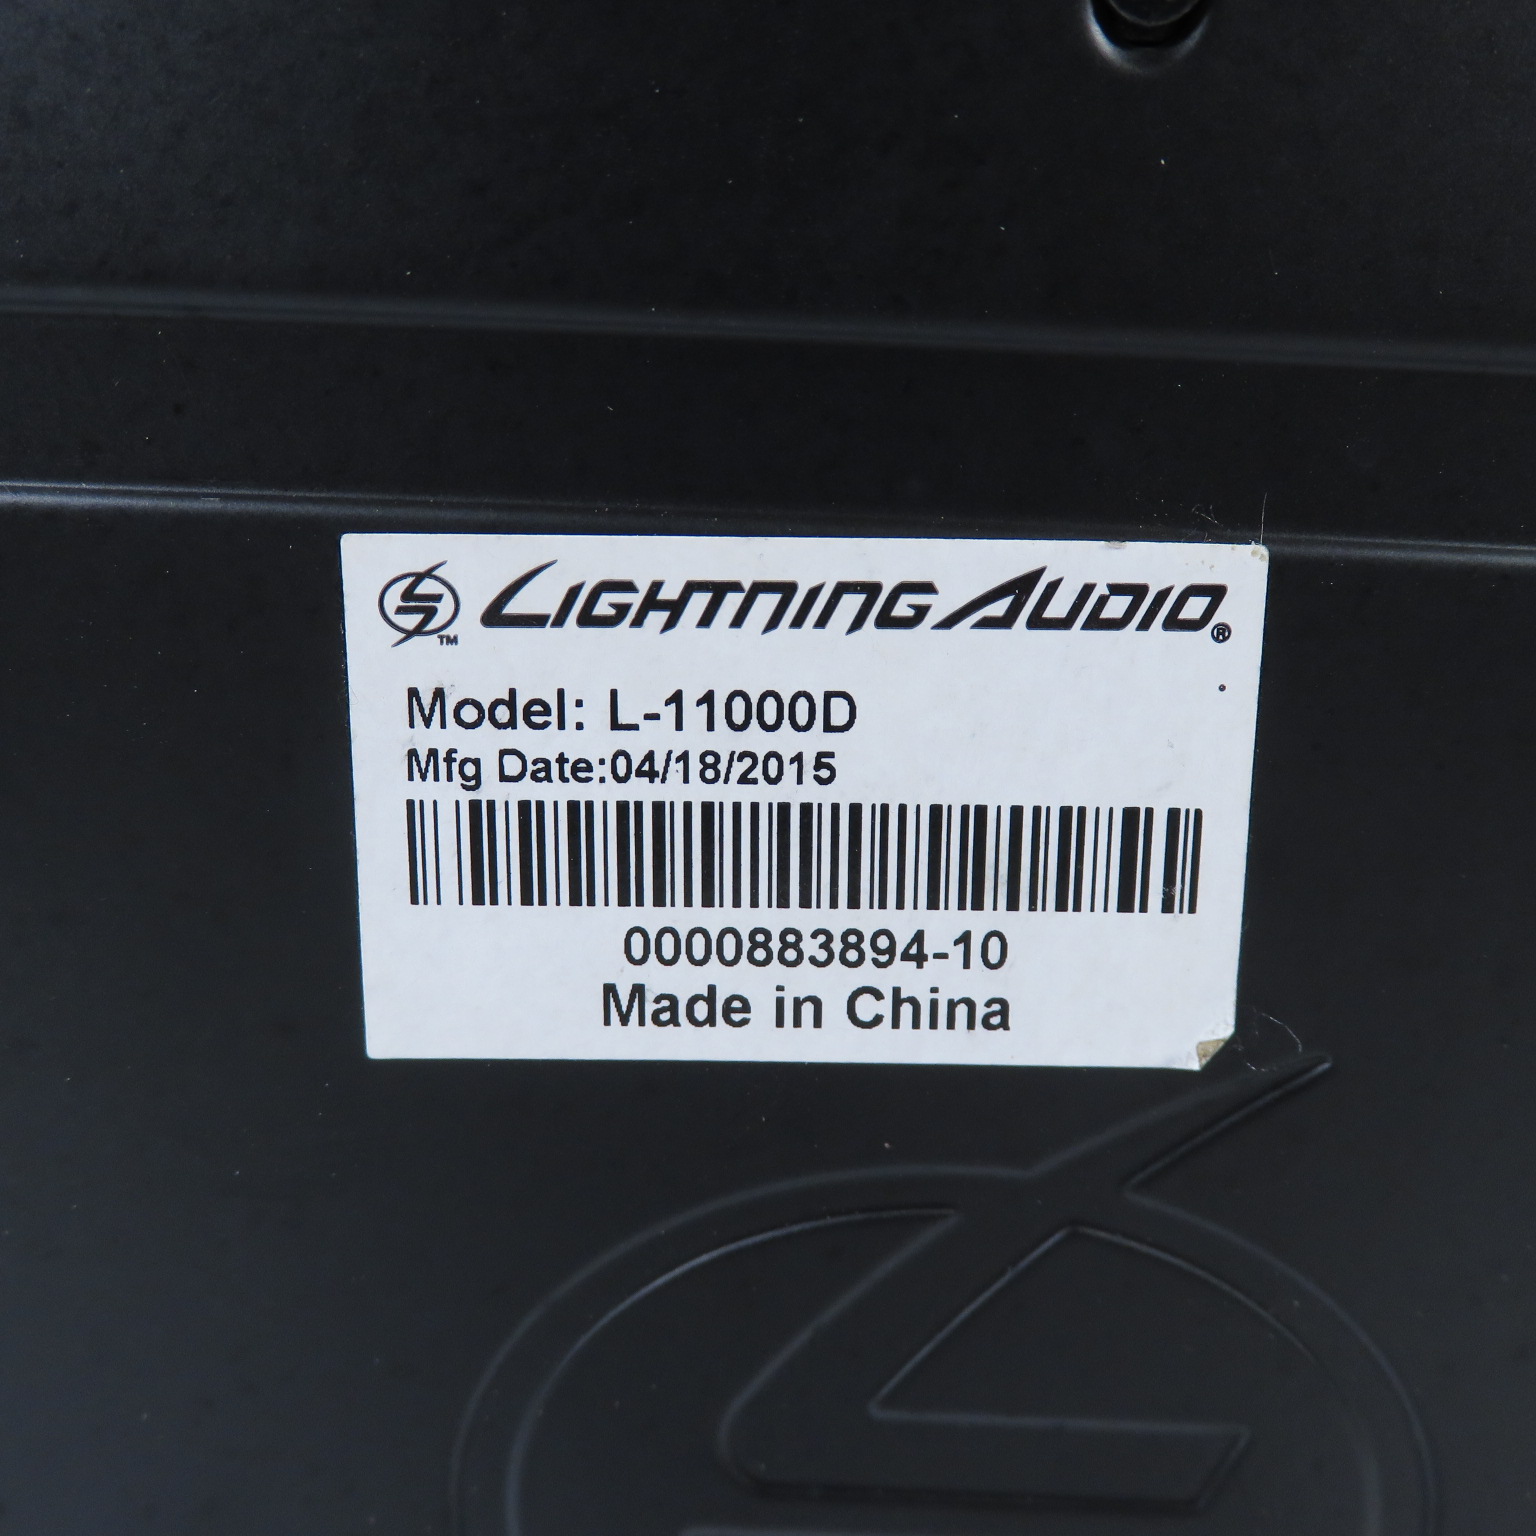 LIGHTNING AUDIO®
Model: L-11000D
Mfg Date:04/18/2015
0000883894-10
Made in China